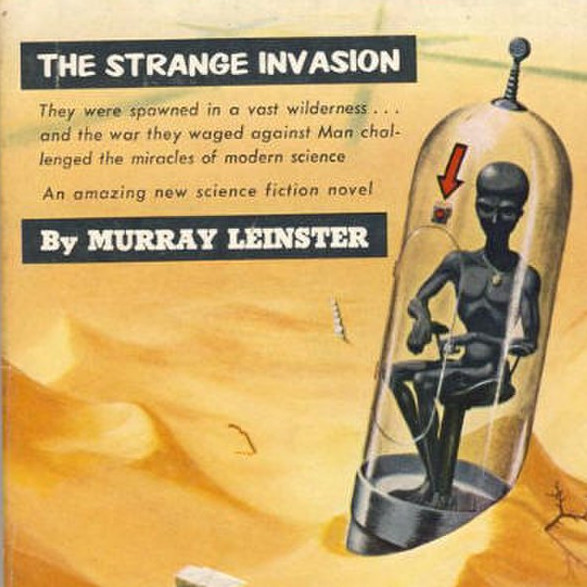 THE STRANGE INVASION
They were spawned in a vast wilderness . . .
and the war they waged against Man chal-
lenged the miracles of modern science
An amazing new science fiction novel
By MURRAY LEINSTER